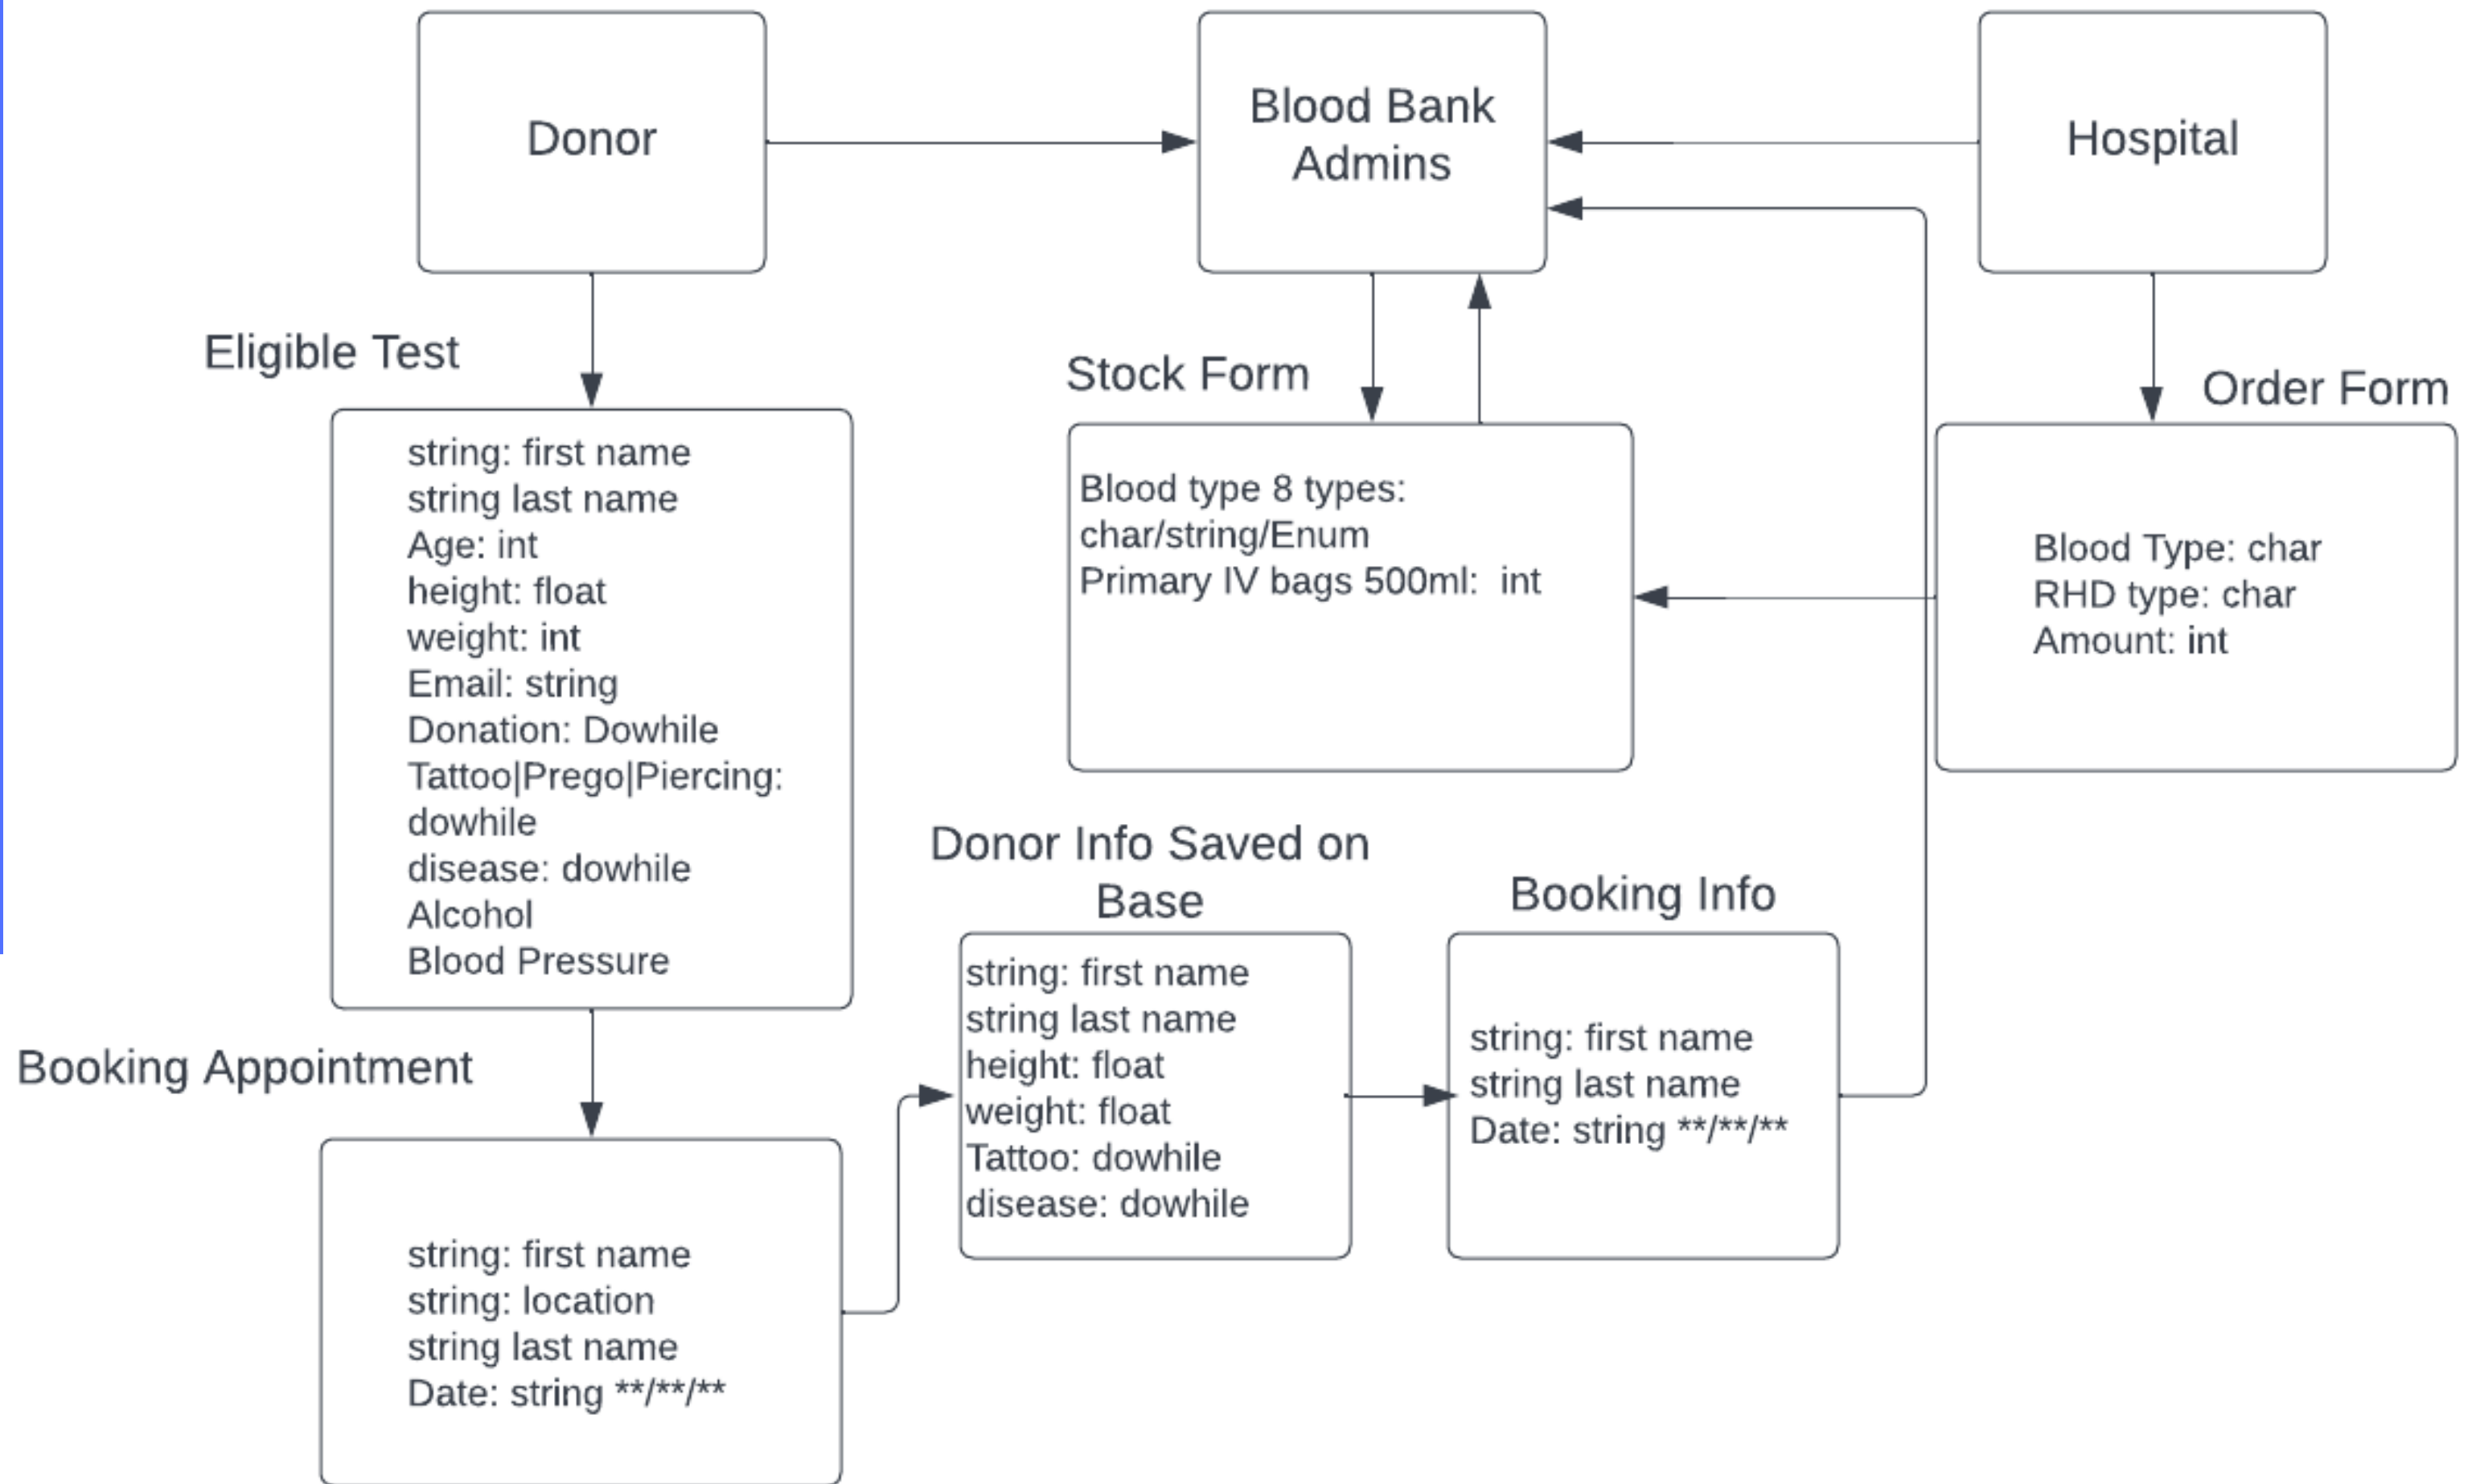 Donor
Blood Bank
Admins
Hospital
Eligible Test
string: first name
string last name
Age: int
height: float
weight: int
Email: string
Donation: Dowhile
Tattoo|Prego|Piercing:
dowhile
disease: dowhile
Alcohol
Blood Pressure
Stock Form
Blood type 8 types:
char/string/Enum
Primary IV bags 500ml:  int
Order Form
Blood Type: char
RHD type: char
Amount: int
Booking Appointment
string: first name
string: location
string last name
Date: string **/**/**
Donor Info Saved on
Base
string: first name
string last name
height: float
weight: float
Tattoo: dowhile
disease: dowhile
Booking Info
string: first name
string last name
Date: string **/**/**